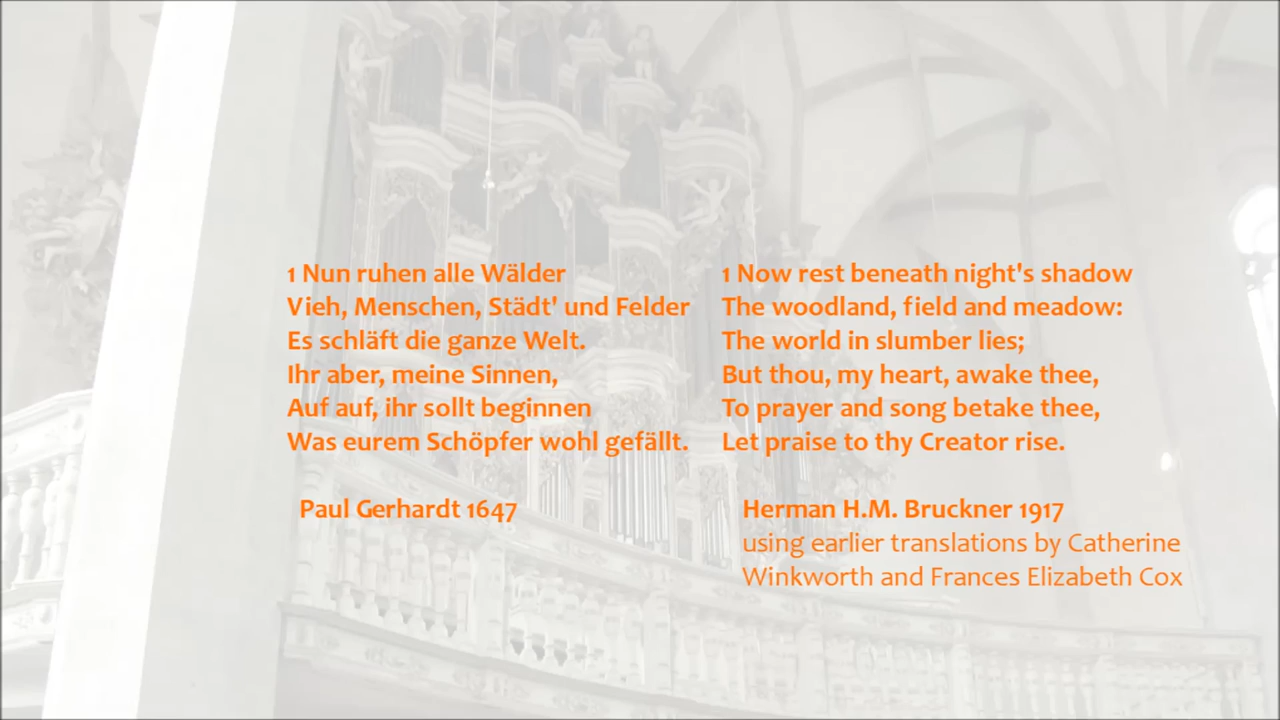 1 Nun ruhen alle Wälder
Vieh, Menschen, Städt' und Felder
Es schläft die ganze Welt.
Ihr aber, meine Sinnen,
Auf auf, ihr sollt beginnen
Was eurem Schöpfer wohl gefällt.
Paul Gerhardt 1647
1 Now rest beneath night's shadow
The woodland, field and meadow:
The world in slumber lies;
But thou, my heart, awake thee,
To prayer and song betake thee,
Let praise to thy Creator rise.
Herman H.M. Bruckner 1917
using earlier translations by Catherine
Winkworth and Frances Elizabeth Cox